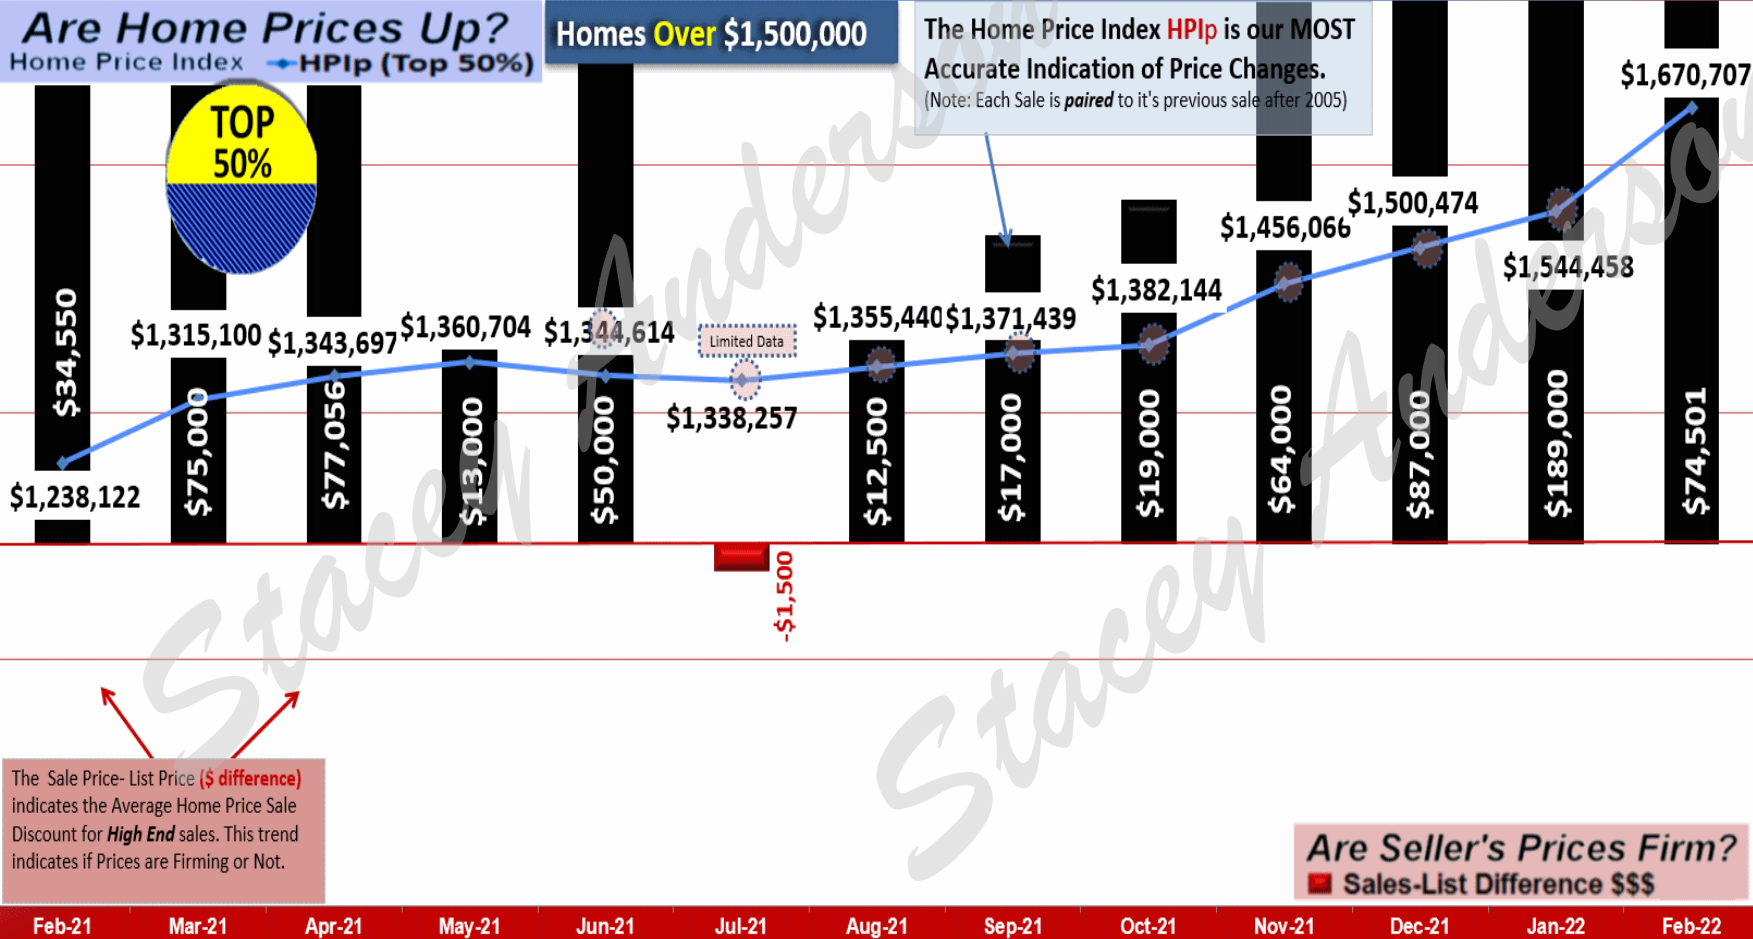 Are Home Prices Up?
Home Price Index HPIp (Top 50%)
Homes Over $1,500,000
The Home Price Index HPIp is our MOST
Accurate Indication of Price Changes.
(Note: Each Sale is paired to it's previous sale after 2005)
TOP
50%
$1,238,122
$1,315,100
$1,343,697
$1,360,704
$1,344,614
Limited Data
$1,338,257
$1,355,440
$1,371,439
$1,382,144
$1,456,066
$1,500,474
$1,544,458
$1,670,707
$34,550
$75,000
$77,056
$13,000
$50,000
-$1,500
$12,500
$17,000
$19,000
$64,000
$87,000
$189,000
$74,501
Stacey Anderson
Stacey Anderson
The Sale Price- List Price ($ difference)
indicates the Average Home Price Sale
Discount for High End sales. This trend
indicates if Prices are Firming or Not.
Are Seller's Prices Firm?
Sales-List Difference $$$
Feb-21 Mar-21 Apr-21 May-21 Jun-21 Jul-21 Aug-21 Sep-21 Oct-21 Nov-21 Dec-21 Jan-22 Feb-22